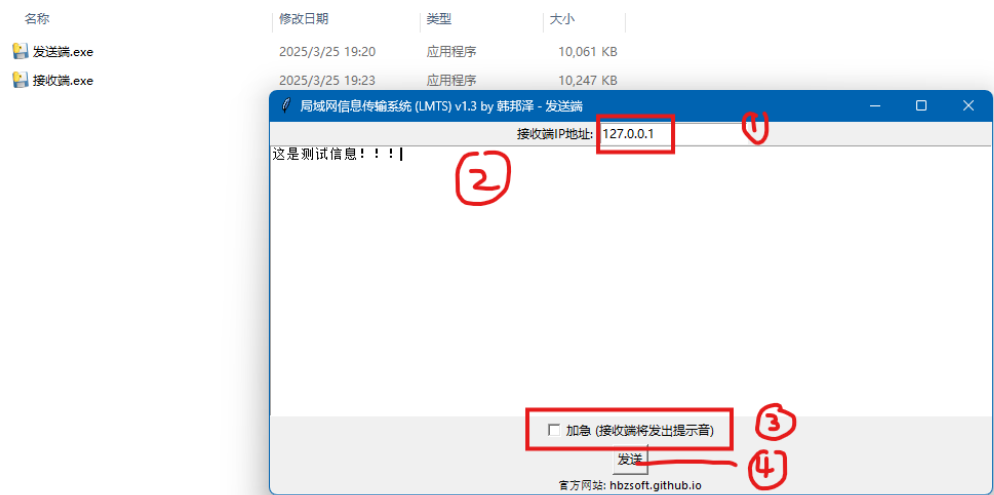 名称 修改日期 类型 大小
发送端.exe 2025/3/25 19:20 应用程序 10,061 KB
接收端.exe 2025/3/25 19:23 应用程序 10,247 KB
局域网信息传输系统 (LMTS) v1.3 by 韩邦泽 - 发送端
接收端IP地址: 127.0.0.1 ①
这是测试信息！！！
②
加急 (接收端将发出提示音) ③
发送 ④
官方网站: hbzsoft.github.io